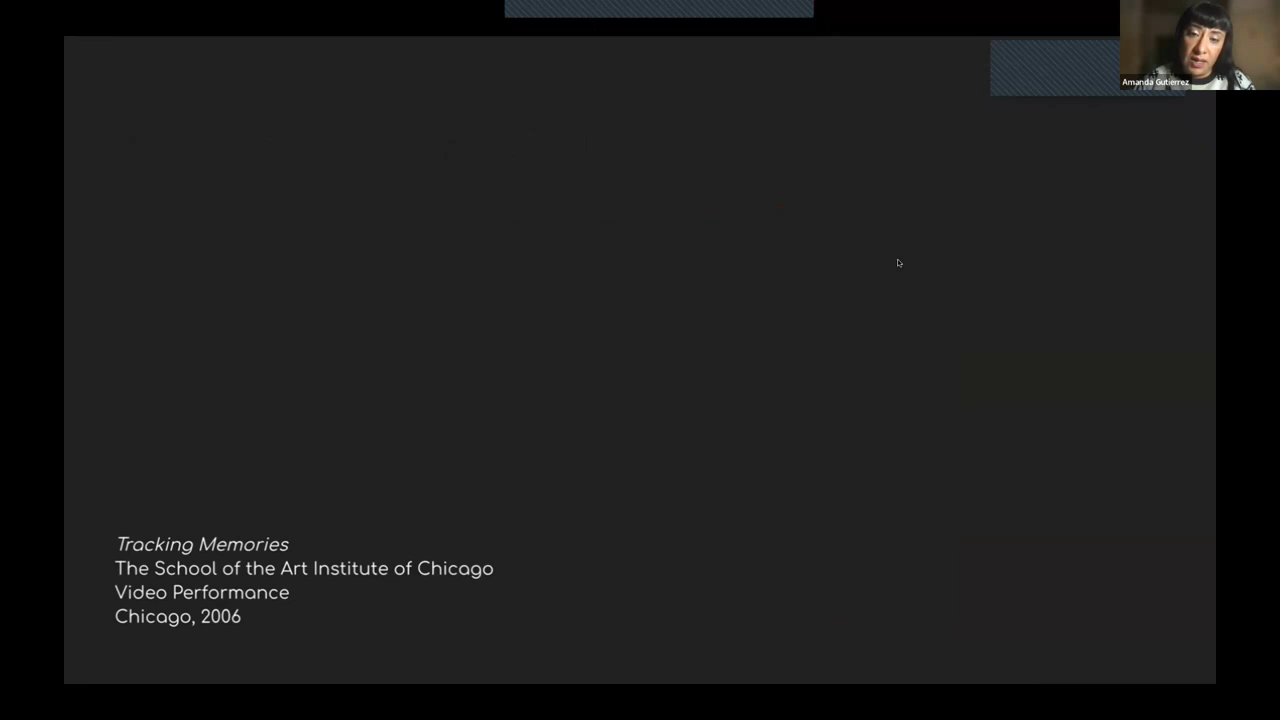 Amanda Gutierrez
Tracking Memories
The School of the Art Institute of Chicago
Video Performance
Chicago, 2006